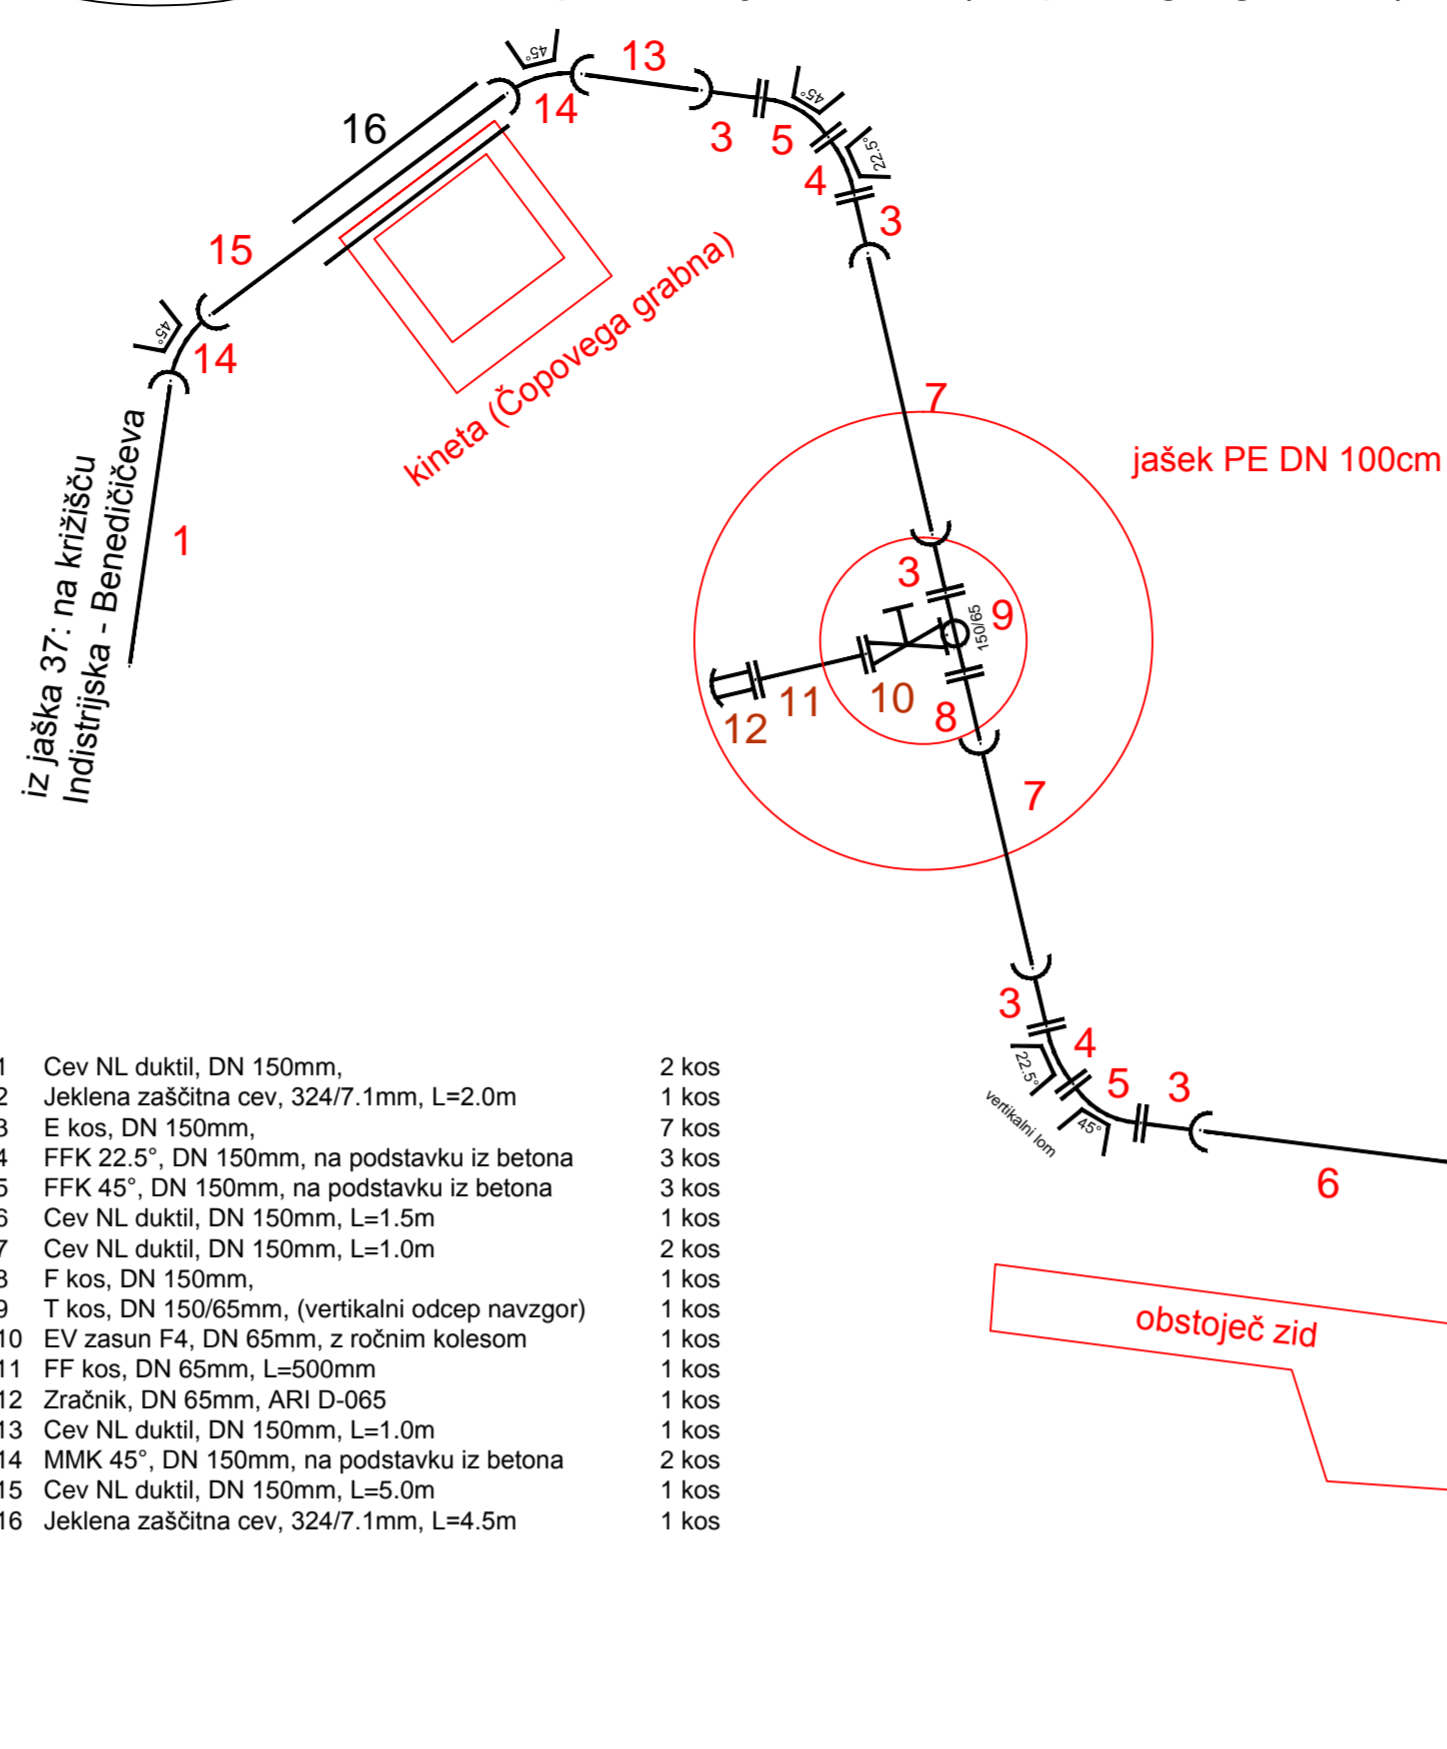 45°
13
14
16
3
5
45°
22.5°
4
3
15
45°
14
kineta (Čopovega grabna)
7
jašek PE DN 100cm
iz jaška 37: na križišču
Indistrijska - Benedičičeva
1
3
150/65
9
10
11
12
8
7
3
4
22.5°
5
3
45°
vertikalni lom
6
obstoječ zid
1 Cev NL duktil, DN 150mm, 2 kos
2 Jeklena zaščitna cev, 324/7.1mm, L=2.0m 1 kos
3 E kos, DN 150mm, 7 kos
4 FFK 22.5°, DN 150mm, na podstavku iz betona 3 kos
5 FFK 45°, DN 150mm, na podstavku iz betona 3 kos
6 Cev NL duktil, DN 150mm, L=1.5m 1 kos
7 Cev NL duktil, DN 150mm, L=1.0m 2 kos
8 F kos, DN 150mm, 1 kos
9 T kos, DN 150/65mm, (vertikalni odcep navzgor) 1 kos
10 EV zasun F4, DN 65mm, z ročnim kolesom 1 kos
11 FF kos, DN 65mm, L=500mm 1 kos
12 Zračnik, DN 65mm, ARI D-065 1 kos
13 Cev NL duktil, DN 150mm, L=1.0m 1 kos
14 MMK 45°, DN 150mm, na podstavku iz betona 2 kos
15 Cev NL duktil, DN 150mm, L=5.0m 1 kos
16 Jeklena zaščitna cev, 324/7.1mm, L=4.5m 1 kos